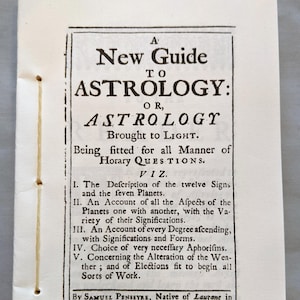 A
New Guide
TO
ASTROLOGY:
OR,
ASTROLOGY
Brought to LIGHT.
Being fitted for all Manner of
Horary QUESTIONS.
VIZ.
I. The Description of the twelve Signs
and the seven Planets.
II. An Account of all the Aspects of the
Planets one with another, with the Va-
riety of their Significations.
III. An Account of every Degree ascending,
with Significations and Forms.
IV. Choice of very necessary Aphorisms.
V. Concerning the Alteration of the Wea-
ther; and of Elections fit to begin all
Sorts of Work.
By SAMUEL PENSEYRE, Native of Lausane in